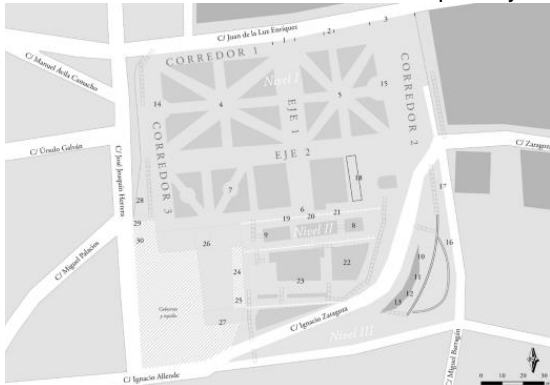 C/ Juan de la Luz Enríquez
C/ Manuel Ávila Camacho
CORREDOR 1
1
2
3
Nivel I
14
4
5
15
CORREDOR 2
EJE 1
C/ Úrsulo Galván
C/ José Joaquín Herrera
CORREDOR 3
EJE 2
C/ Zaragoza
7
18
17
28
29
30
6
19
20
21
9
Nivel II
8
26
16
C/ Miguel Palacios
24
22
10
23
11
25
12
13
27
C/ Ignacio Zaragoza
Nivel III
C/ Miguel Barragán
C/ Ignacio Allende
0 10 20 30